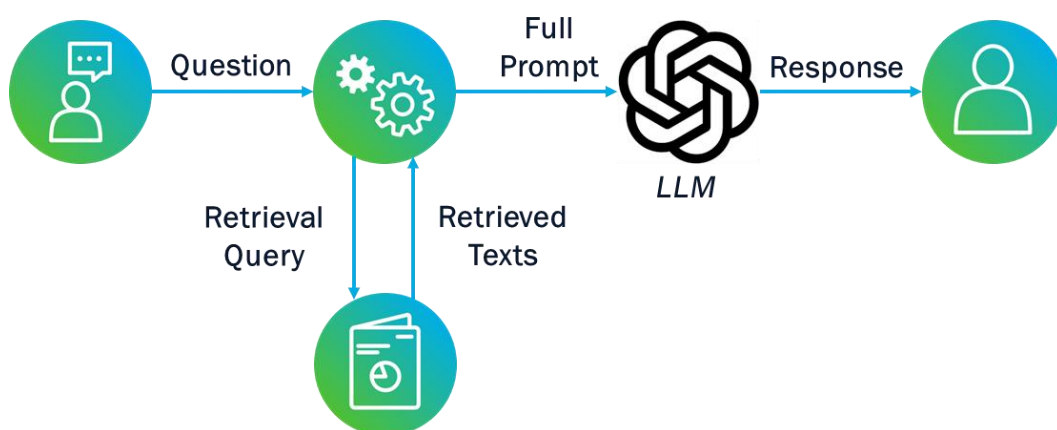 Question
Full
Prompt
Response
LLM
Retrieval
Query
Retrieved
Texts